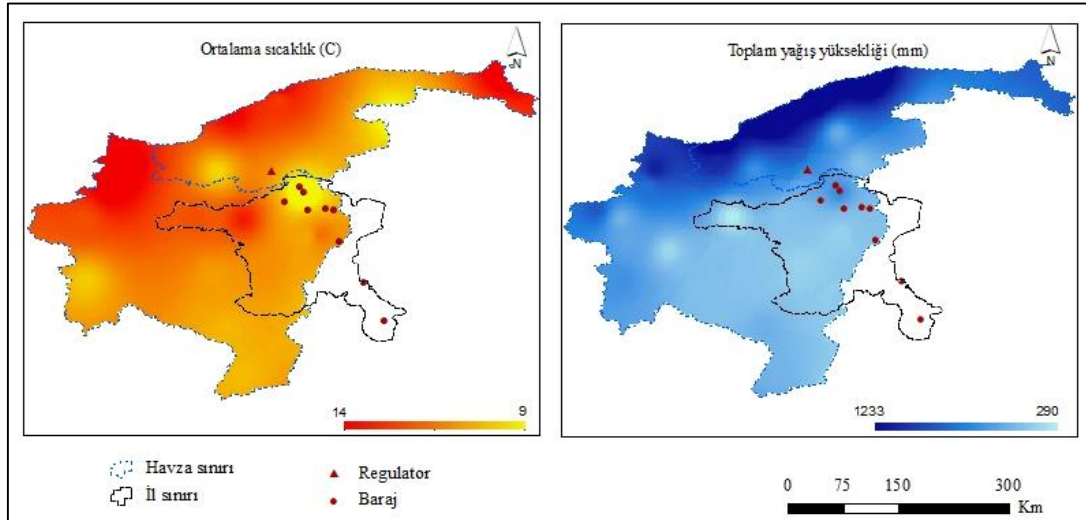 Ortalama sıcaklık (C)
N
14 9
Toplam yağış yüksekliği (mm)
N
1233 290
Havza sınırı
İl sınırı
Regulator
Baraj
0 75 150 300
Km